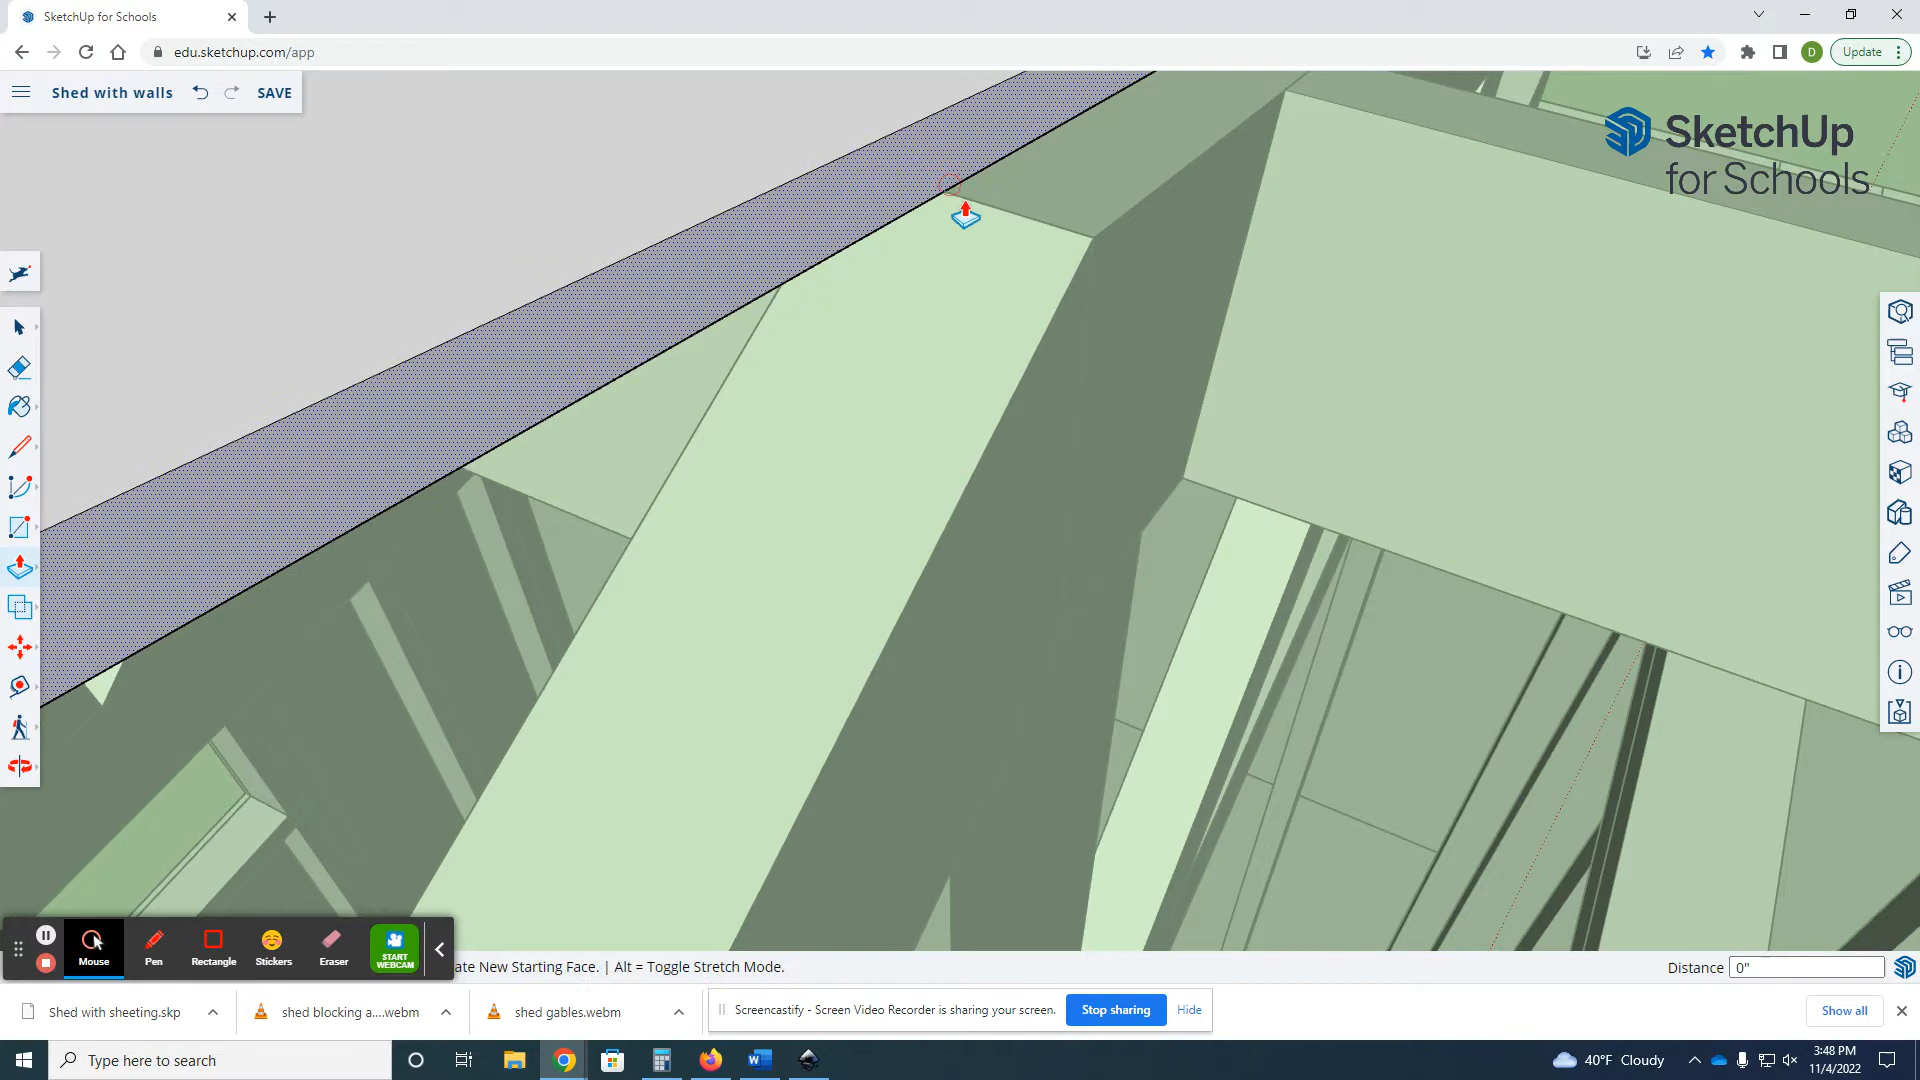 SketchUp for Schools
edu.sketchup.com/app
D
Update
Shed with walls
SAVE
SketchUp
for Schools
Mouse
Pen
Rectangle
Stickers
Eraser
START
WEBCAM
ate New Starting Face. | Alt = Toggle Stretch Mode.
Distance
0"
Shed with sheeting.skp
shed blocking a....webm
shed gables.webm
Screencastify - Screen Video Recorder is sharing your screen.
Stop sharing
Hide
Show all
Type here to search
40°F Cloudy
3:48 PM
11/4/2022